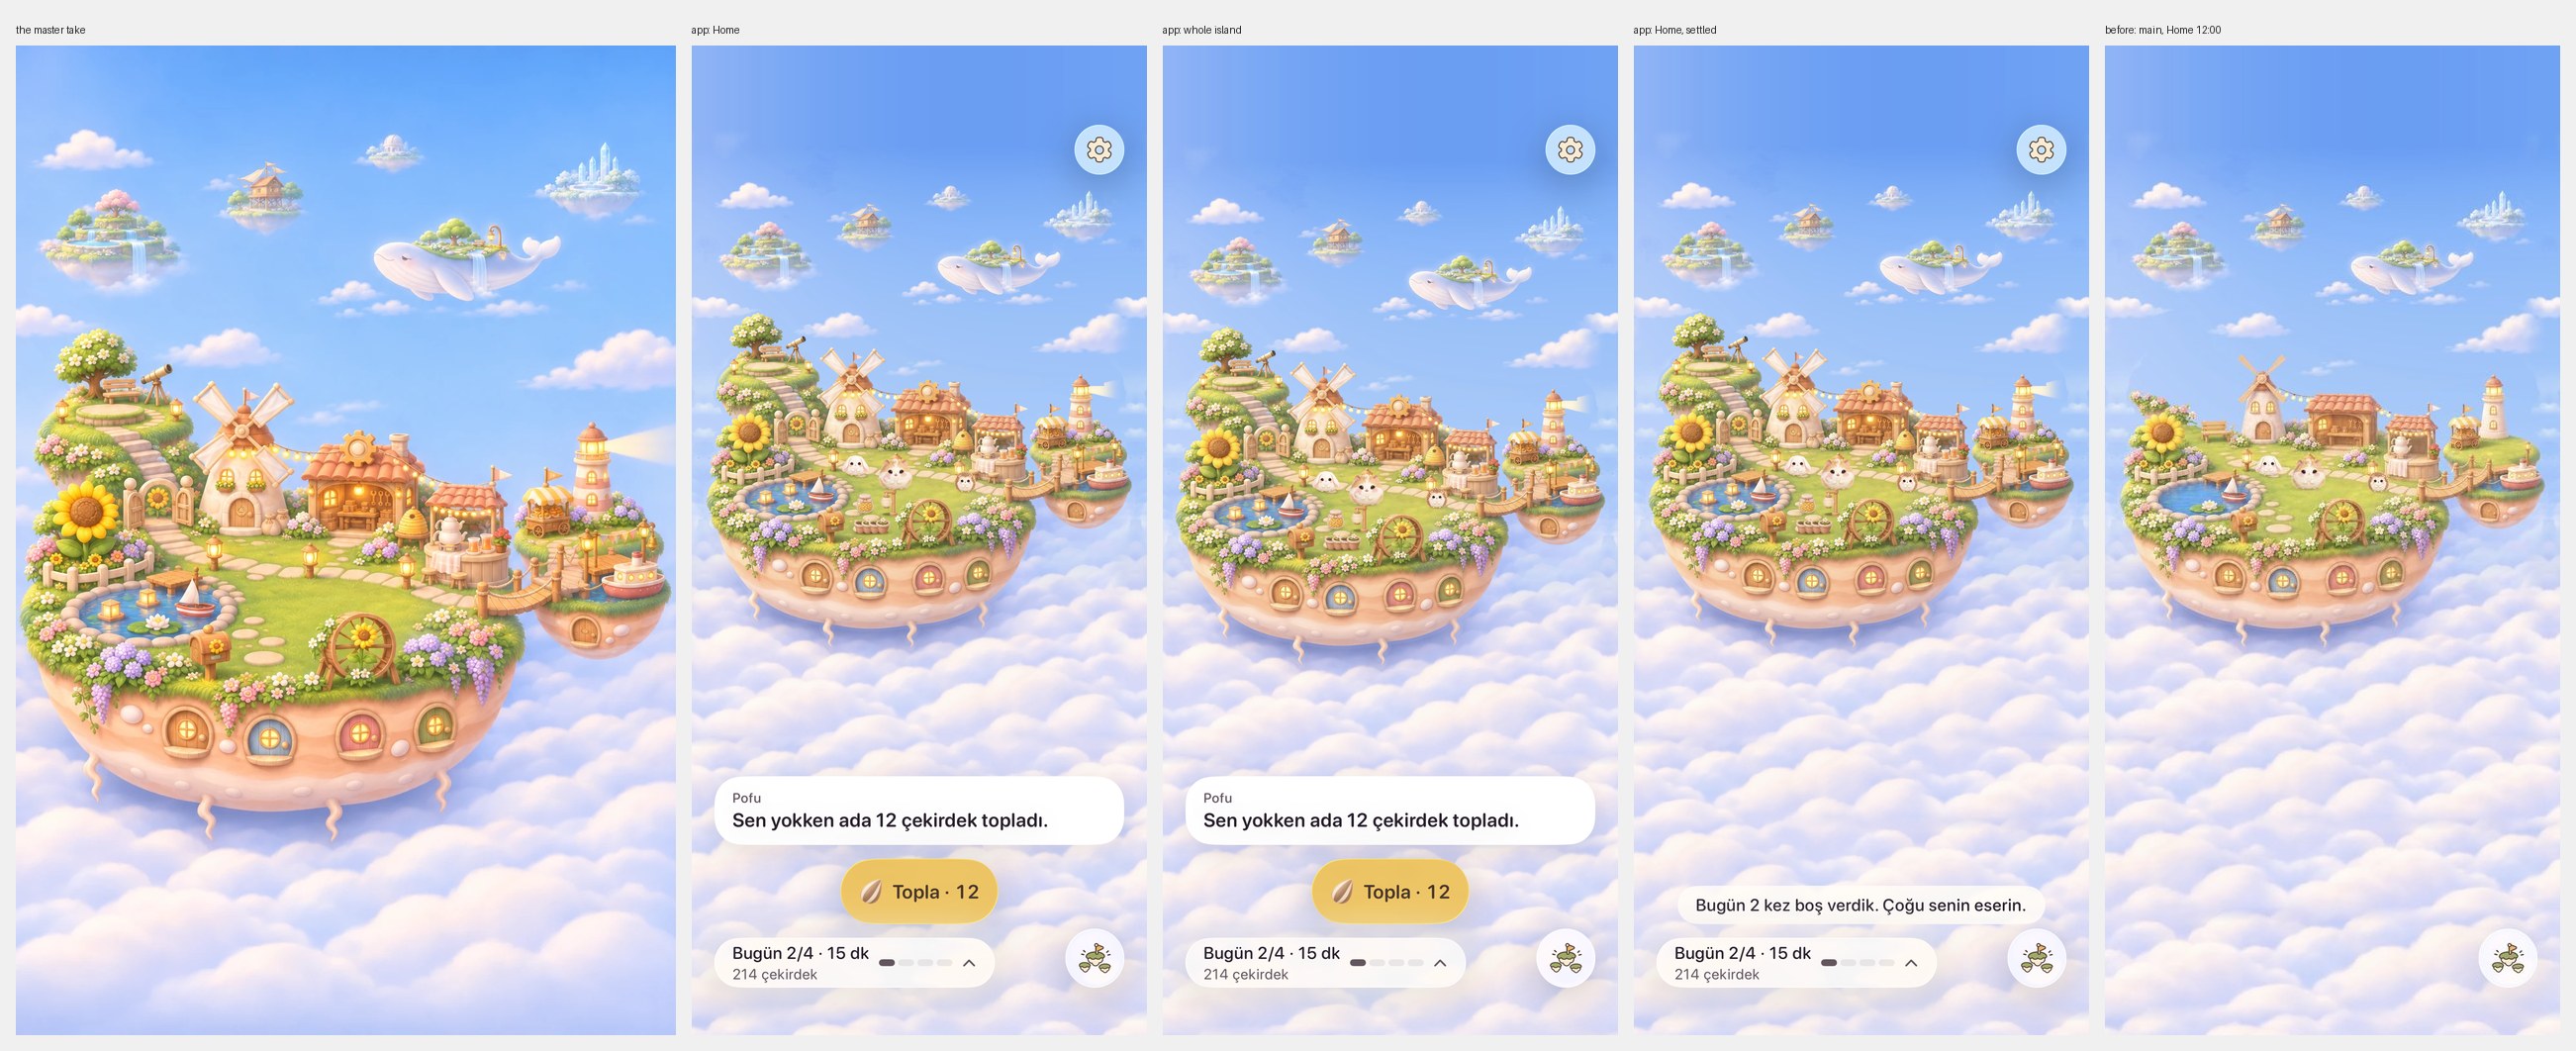 the master take
app: Home
app: whole island
app: Home, settled
before: main, Home 12:00
Pofu
Sen yokken ada 12 çekirdek topladı.
Topla · 12
Bugün 2/4 · 15 dk
214 çekirdek
Pofu
Sen yokken ada 12 çekirdek topladı.
Topla · 12
Bugün 2/4 · 15 dk
214 çekirdek
Bugün 2 kez boş verdik. Çoğu senin eserin.
Bugün 2/4 · 15 dk
214 çekirdek